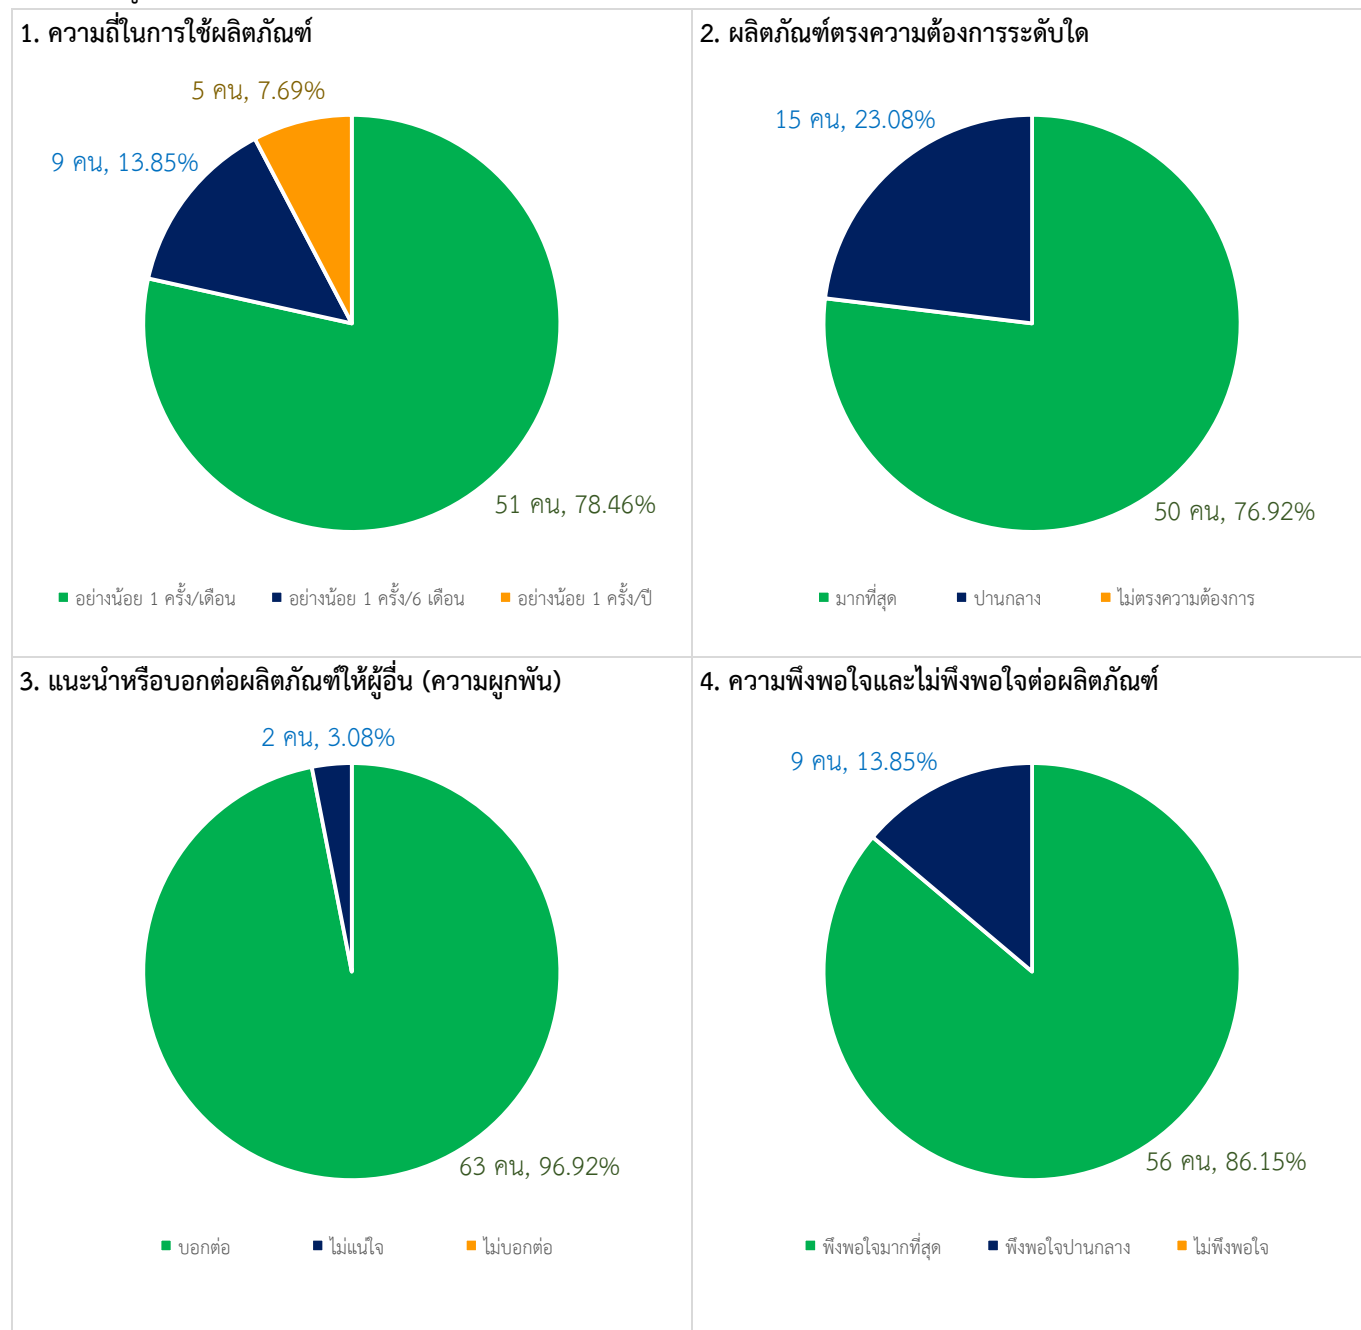 1. ความถี่ในการใช้ผลิตภัณฑ์
5 คน, 7.69%
9 คน, 13.85%
51 คน, 78.46%
อย่างน้อย 1 ครั้ง/เดือน อย่างน้อย 1 ครั้ง/6 เดือน อย่างน้อย 1 ครั้ง/ปี
2. ผลิตภัณฑ์ตรงความต้องการระดับใด
15 คน, 23.08%
50 คน, 76.92%
มากที่สุด ปานกลาง ไม่ตรงความต้องการ
3. แนะนำหรือบอกต่อผลิตภัณฑ์ให้ผู้อื่น (ความผูกพัน)
2 คน, 3.08%
63 คน, 96.92%
บอกต่อ ไม่แน่ใจ ไม่บอกต่อ
4. ความพึงพอใจและไม่พึงพอใจต่อผลิตภัณฑ์
9 คน, 13.85%
56 คน, 86.15%
พึงพอใจมากที่สุด พึงพอใจปานกลาง ไม่พึงพอใจ